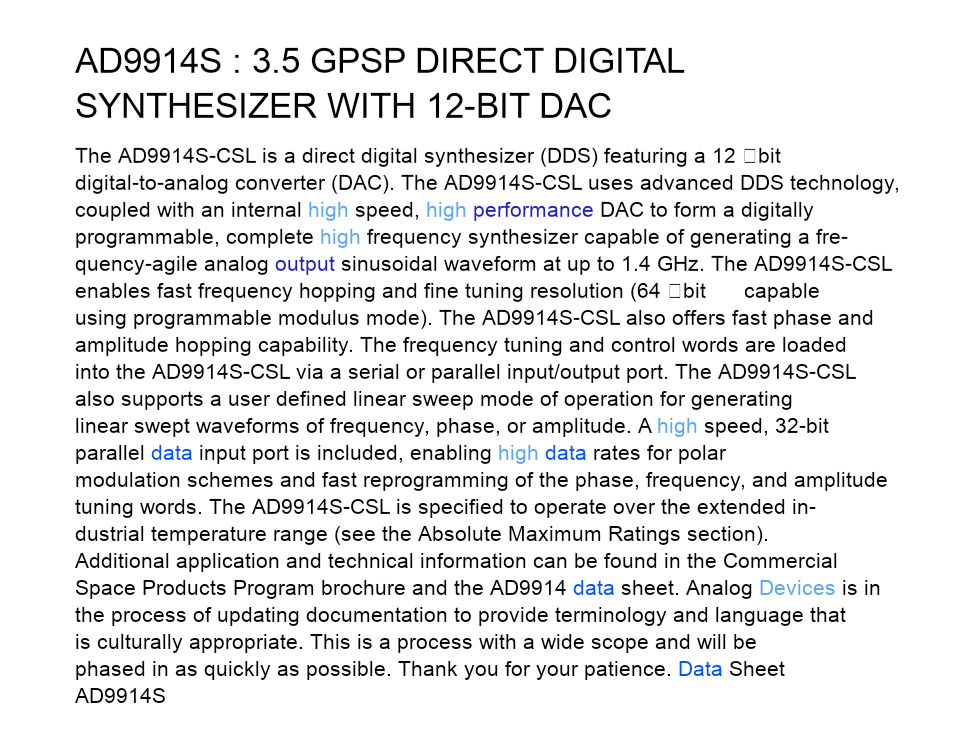 AD9914S : 3.5 GPSP DIRECT DIGITAL
SYNTHESIZER WITH 12-BIT DAC
The AD9914S-CSL is a direct digital synthesizer (DDS) featuring a 12 □bit
digital-to-analog converter (DAC). The AD9914S-CSL uses advanced DDS technology,
coupled with an internal high speed, high performance DAC to form a digitally
programmable, complete high frequency synthesizer capable of generating a fre-
quency-agile analog output sinusoidal waveform at up to 1.4 GHz. The AD9914S-CSL
enables fast frequency hopping and fine tuning resolution (64 □bit capable
using programmable modulus mode). The AD9914S-CSL also offers fast phase and
amplitude hopping capability. The frequency tuning and control words are loaded
into the AD9914S-CSL via a serial or parallel input/output port. The AD9914S-CSL
also supports a user defined linear sweep mode of operation for generating
linear swept waveforms of frequency, phase, or amplitude. A high speed, 32-bit
parallel data input port is included, enabling high data rates for polar
modulation schemes and fast reprogramming of the phase, frequency, and amplitude
tuning words. The AD9914S-CSL is specified to operate over the extended in-
dustrial temperature range (see the Absolute Maximum Ratings section).
Additional application and technical information can be found in the Commercial
Space Products Program brochure and the AD9914 data sheet. Analog Devices is in
the process of updating documentation to provide terminology and language that
is culturally appropriate. This is a process with a wide scope and will be
phased in as quickly as possible. Thank you for your patience. Data Sheet
AD9914S